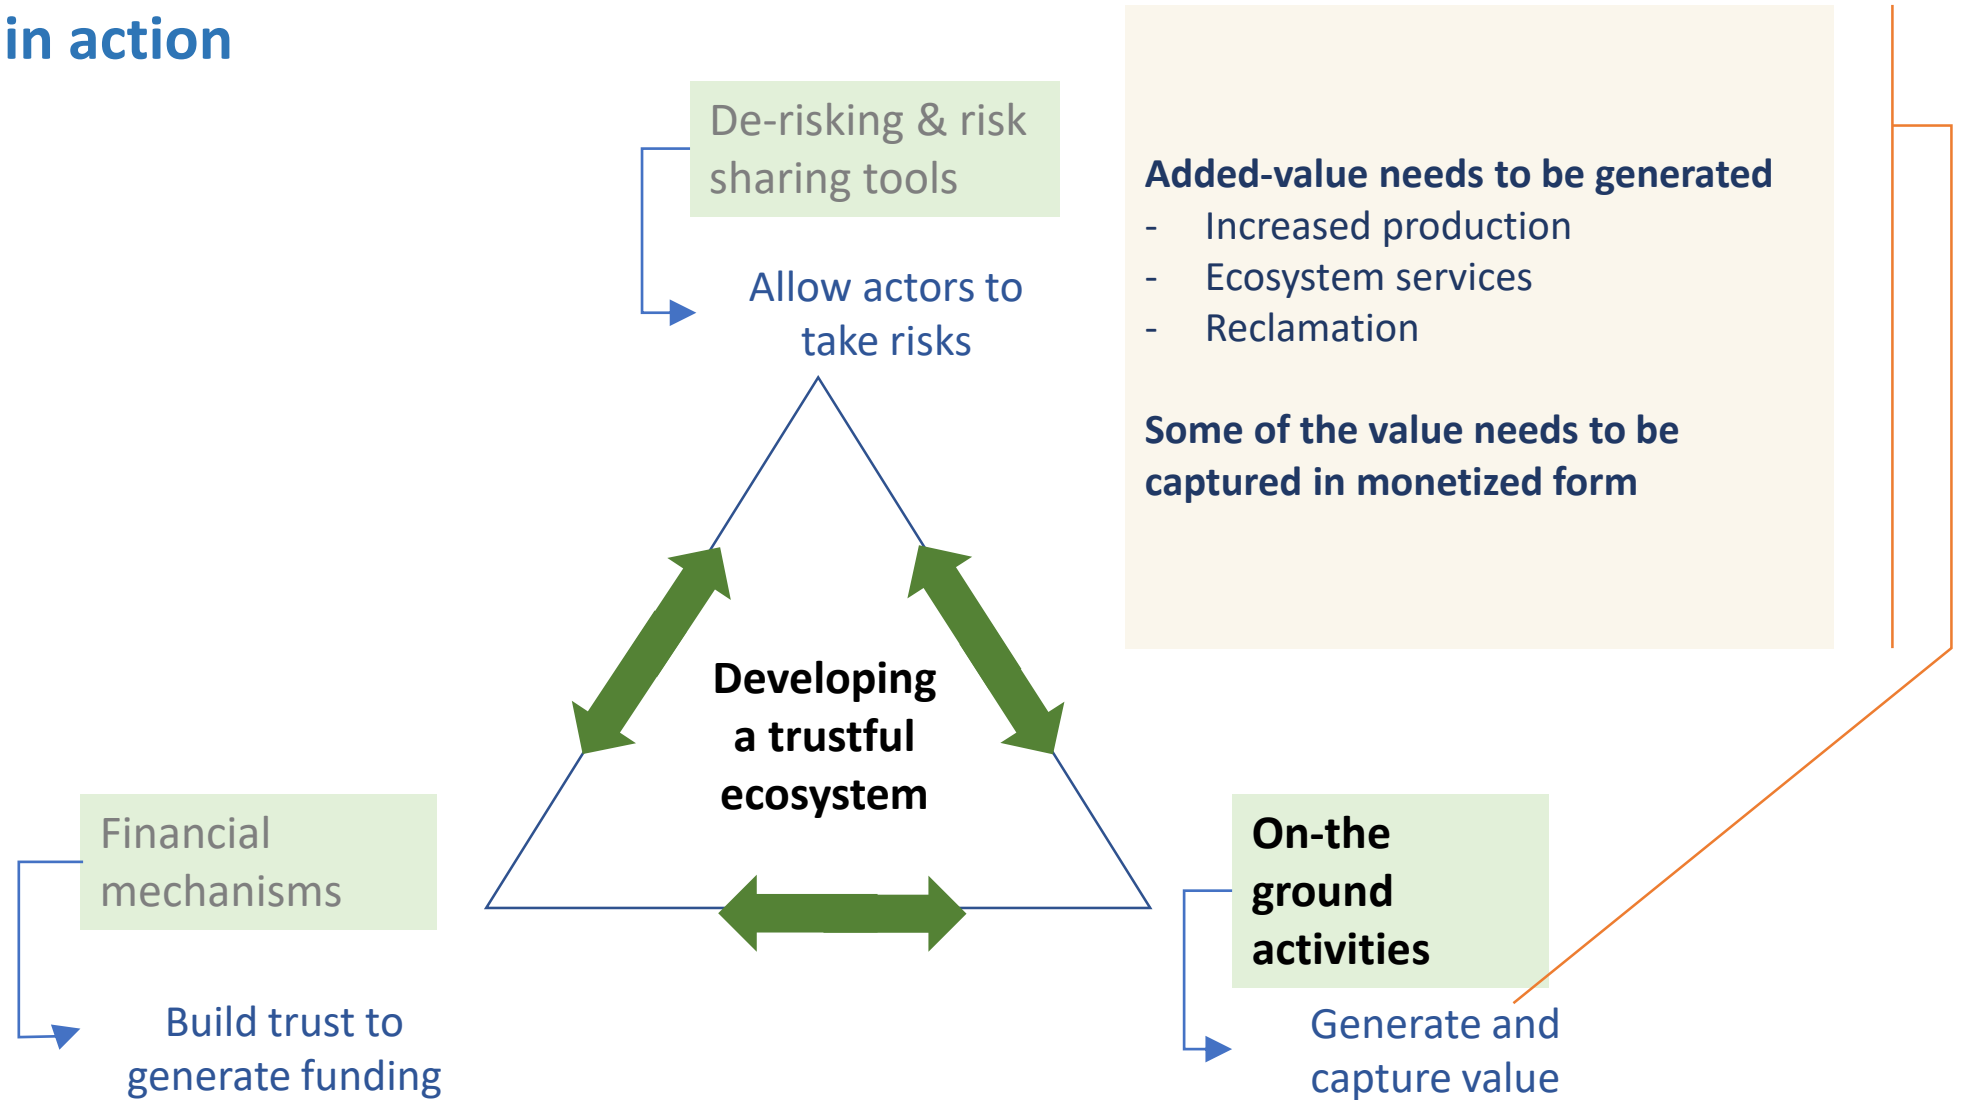 in action
De-risking & risk
sharing tools
Allow actors to
take risks
Added-value needs to be generated
- Increased production
- Ecosystem services
- Reclamation
Some of the value needs to be
captured in monetized form
Developing
a trustful
ecosystem
Financial
mechanisms
Build trust to
generate funding
On-the
ground
activities
Generate and
capture value